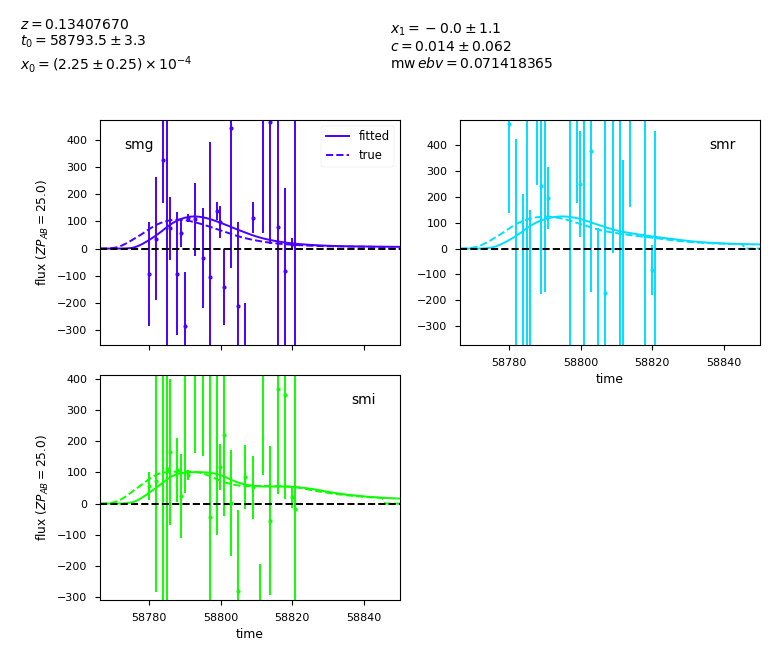 z = 0.13407670
t₀ = 58793.5 ± 3.3
x₀ = (2.25 ± 0.25) × 10⁻⁴
x₁ = −0.0 ± 1.1
c = 0.014 ± 0.062
mw ebv = 0.071418365
smg
fitted
true
400
300
200
100
0
−100
−200
−300
flux (ZP_AB = 25.0)
smr
400
300
200
100
0
−100
−200
−300
58780 58800 58820 58840
time
smi
400
300
200
100
0
−100
−200
−300
flux (ZP_AB = 25.0)
58780 58800 58820 58840
time